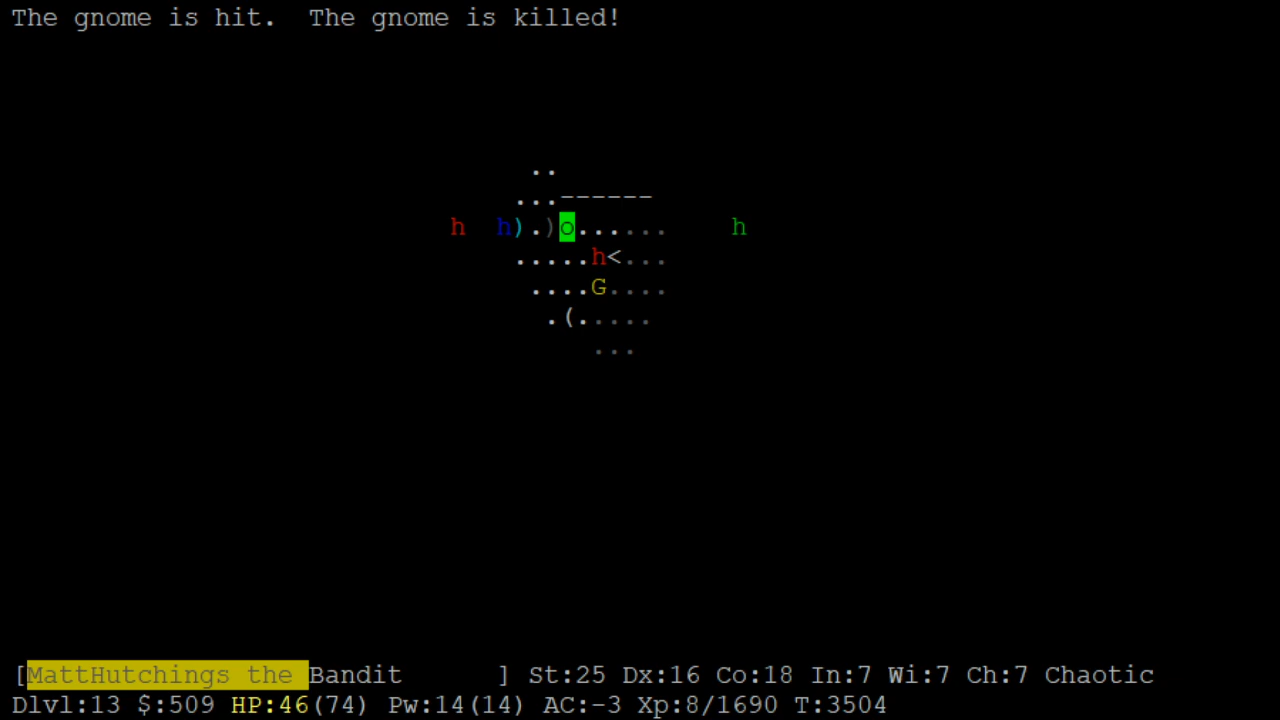 The gnome is hit.  The gnome is killed!
..
...------
h  h).)o......
h
.....h<...
....G....
.(.....
...
[MattHutchings the Bandit      ] St:25 Dx:16 Co:18 In:7 Wi:7 Ch:7 Chaotic
Dlvl:13 $:509 HP:46(74) Pw:14(14) AC:-3 Xp:8/1690 T:3504